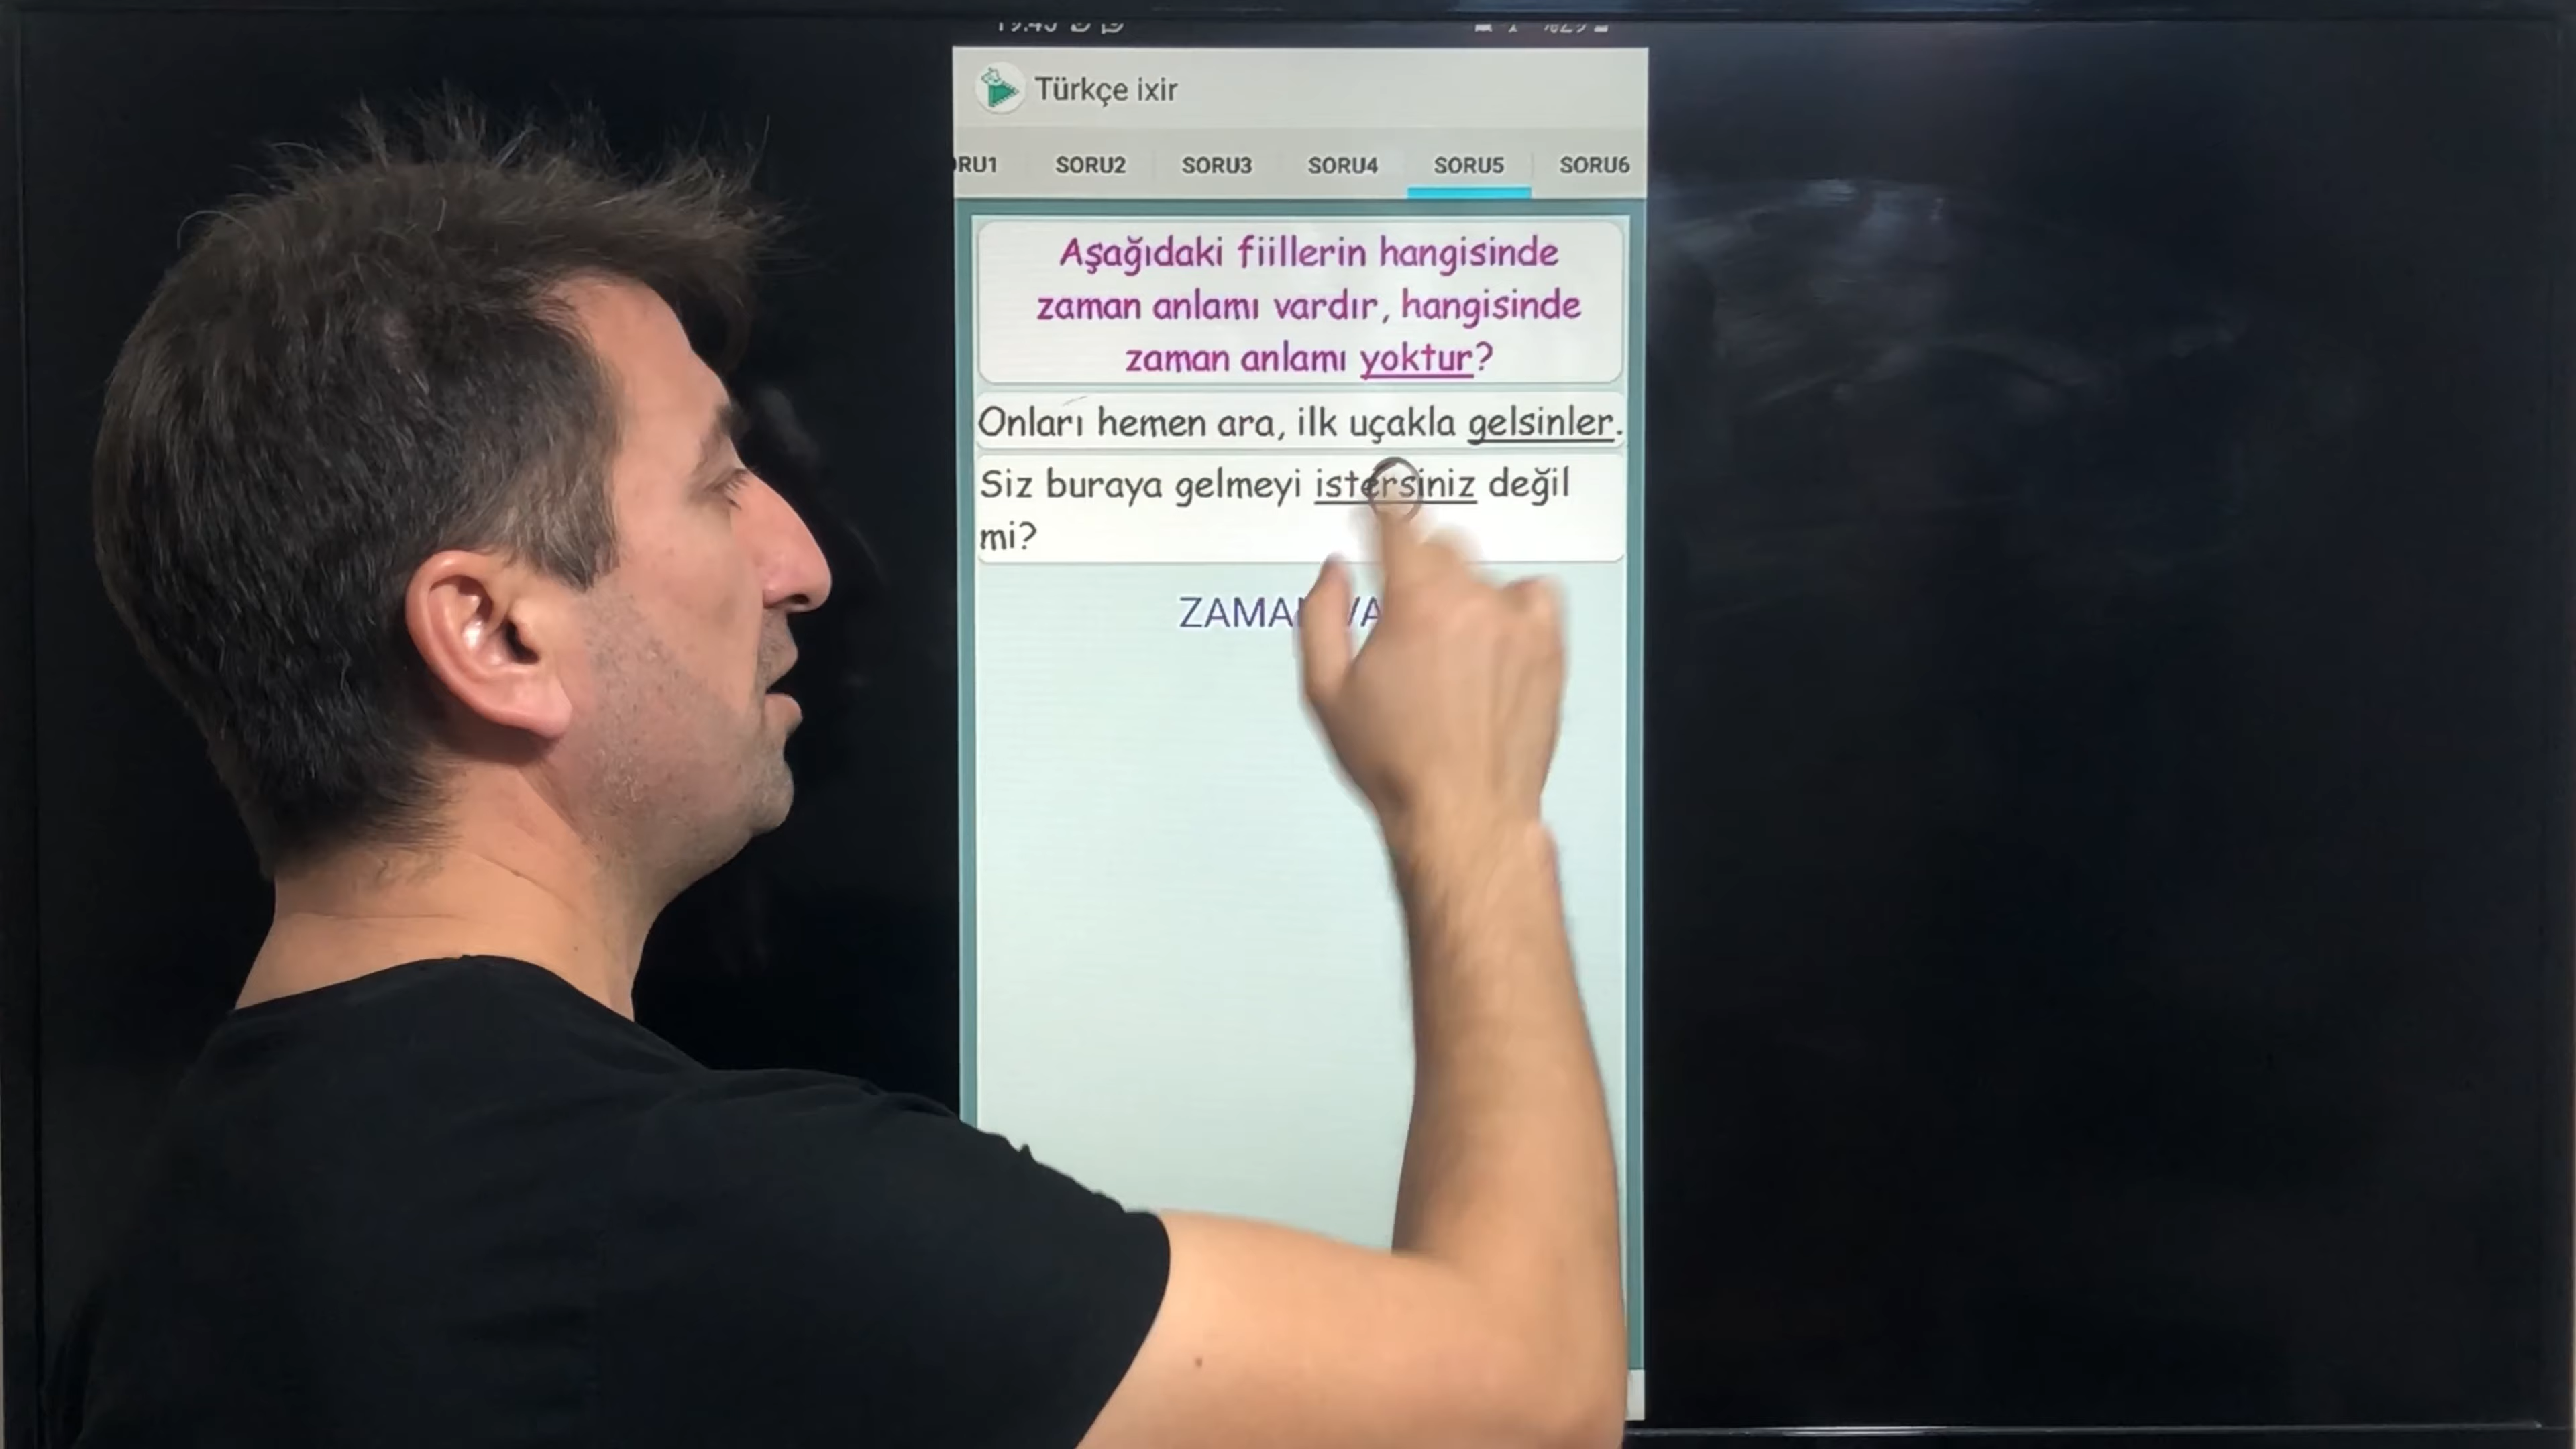 Türkçe ixir
SORU2 SORU3 SORU4 SORU5 SORU6
Aşağıdaki fiillerin hangisinde
zaman anlamı vardır, hangisinde
zaman anlamı yoktur?
Onları hemen ara, ilk uçakla gelsinler.
Siz buraya gelmeyi istersiniz değil
mi?